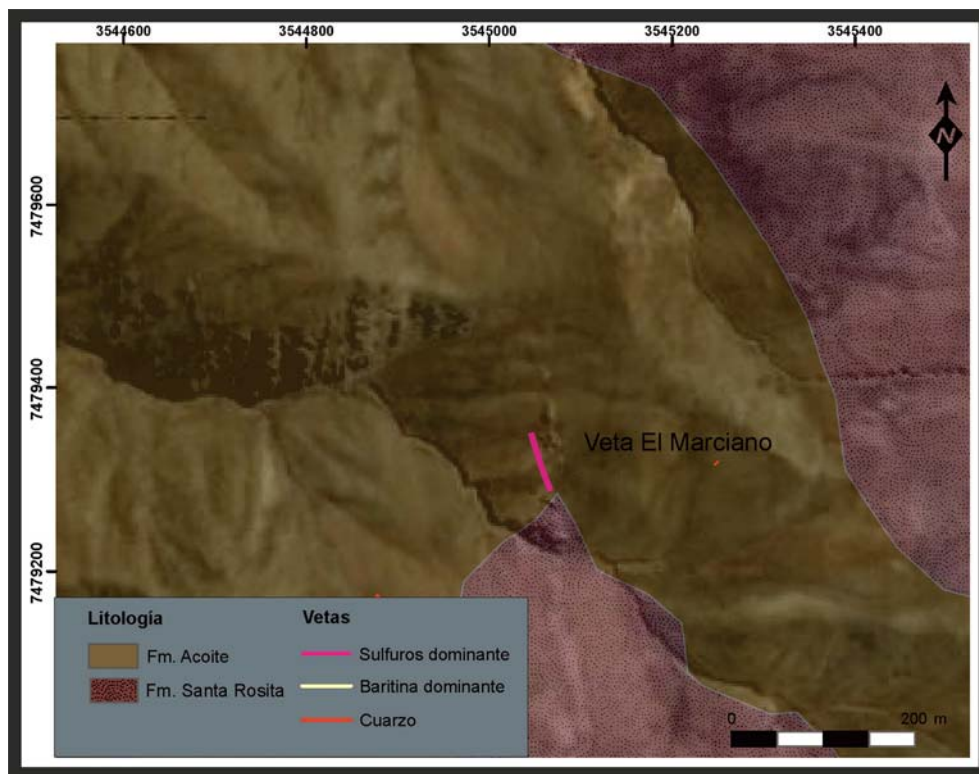 3544600 3544800 3545000 3545200 3545400
N
7479600
7479400
7479200
Veta El Marciano
Litología
Fm. Acoite
Fm. Santa Rosita
Vetas
Sulfuros dominante
Baritina dominante
Cuarzo
0 200 m